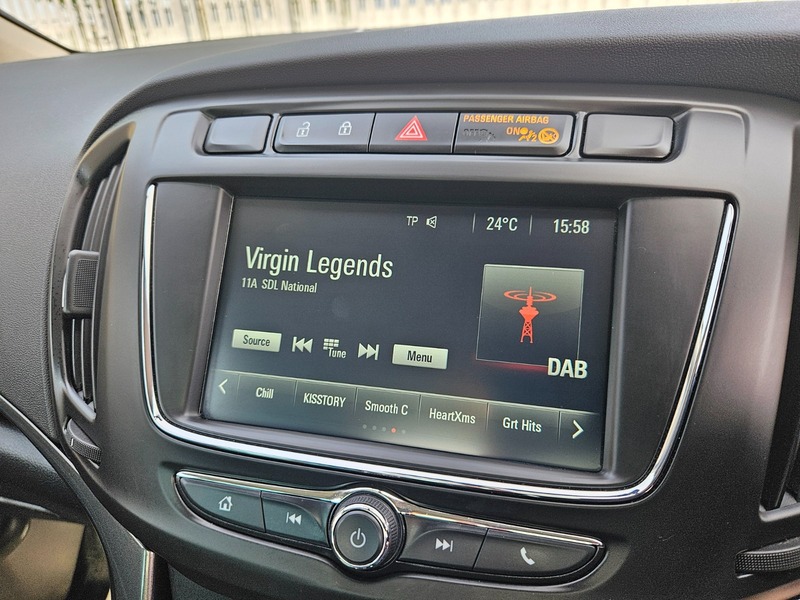 PASSENGER AIRBAG
ON
TP 24°C 15:58
Virgin Legends
11A SDL National
DAB
Source Tune Menu
Chill KISSTORY Smooth C HeartXms Grt Hits